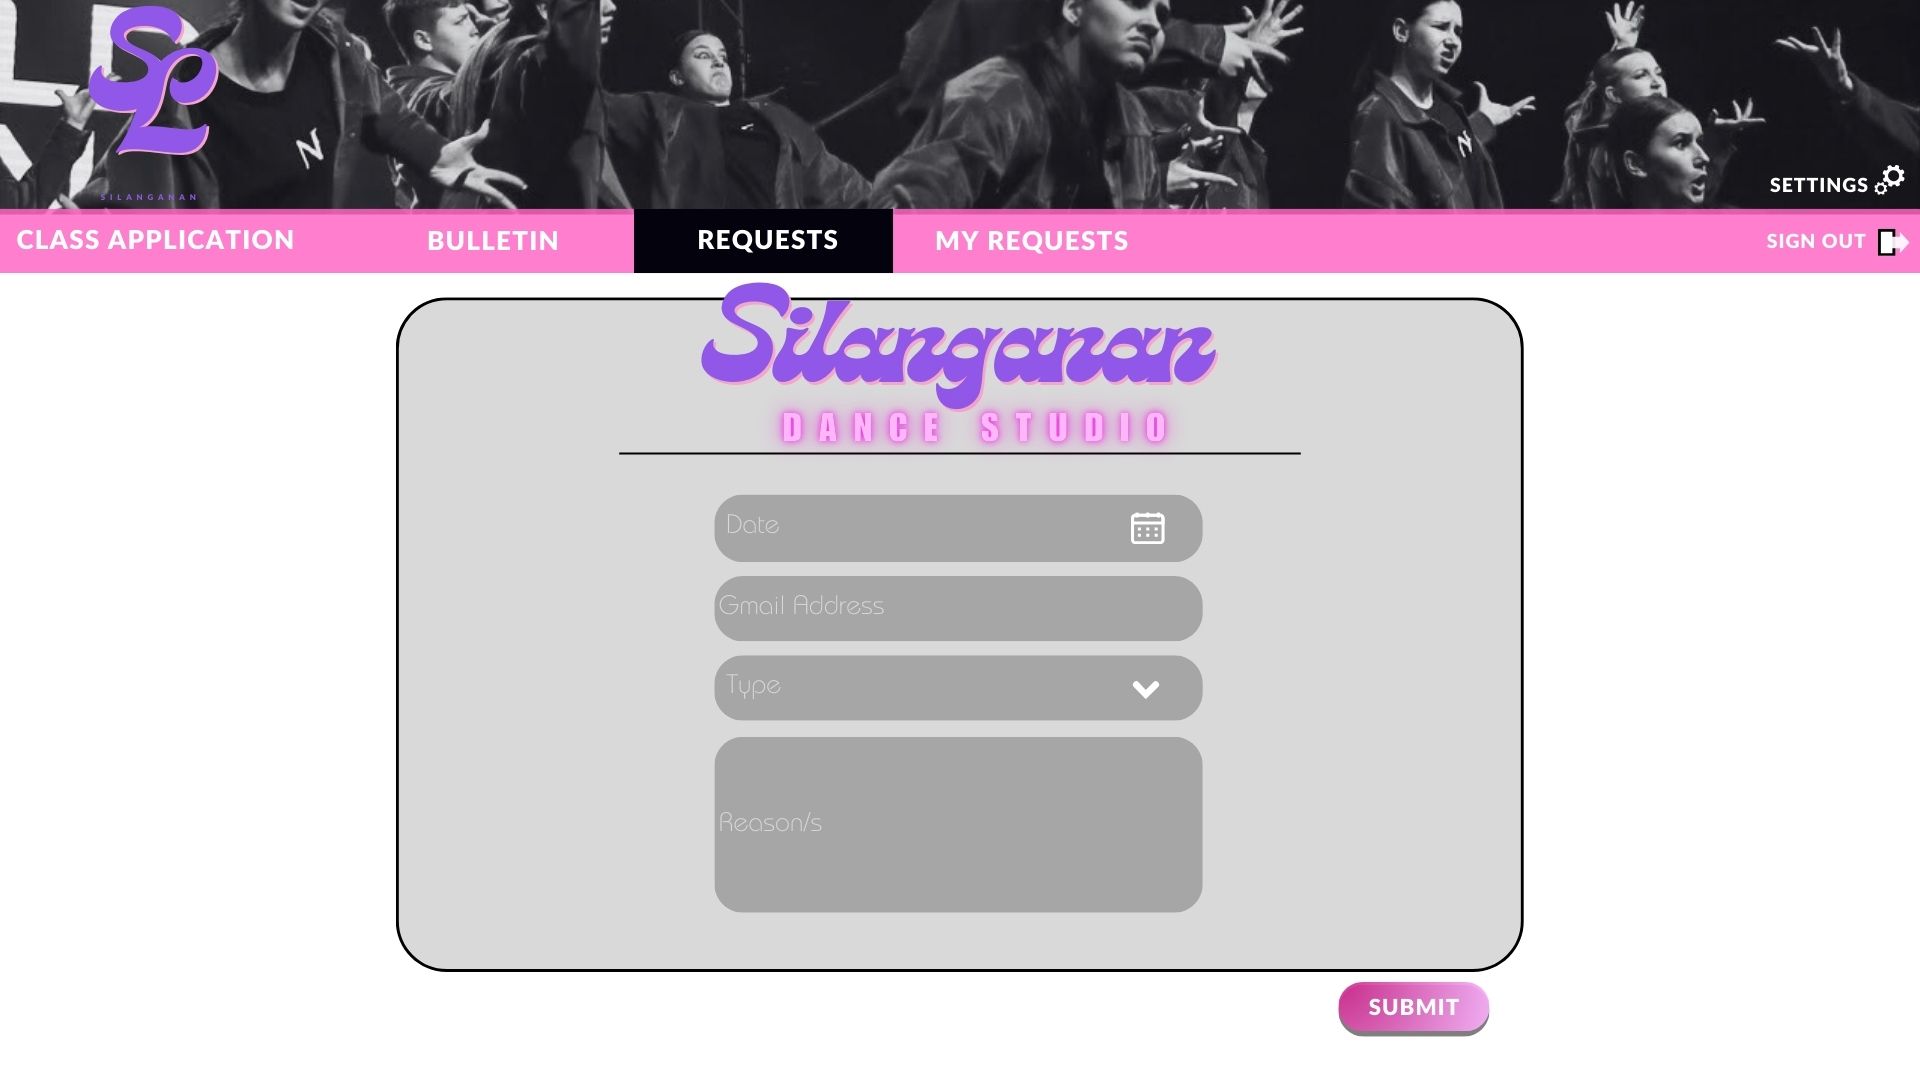 SL
SILANGANAN
N
N
SETTINGS
CLASS APPLICATION
BULLETIN
REQUESTS
MY REQUESTS
SIGN OUT
Silanganan
DANCE STUDIO
Date
Gmail Address
Type
Reason/s
SUBMIT